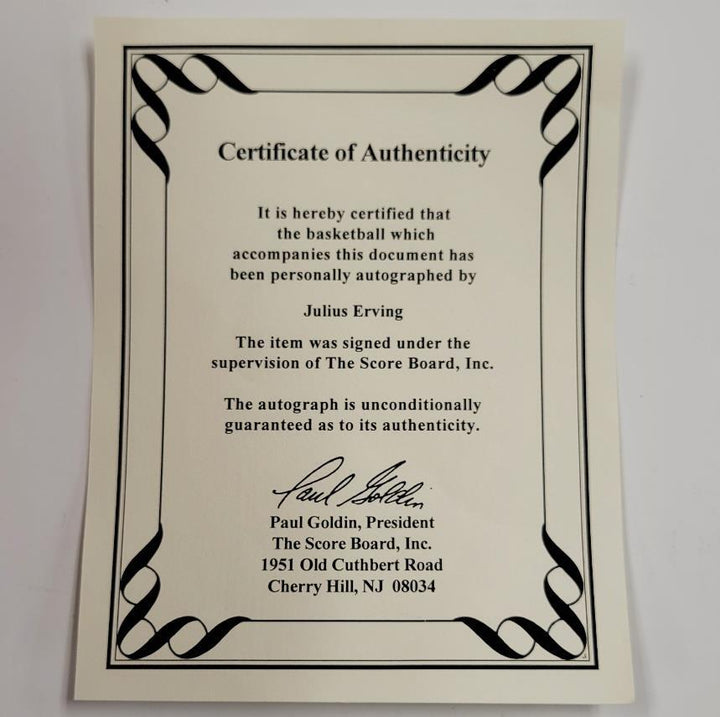 Certificate of Authenticity
It is hereby certified that
the basketball which
accompanies this document has
been personally autographed by
Julius Erving
The item was signed under the
supervision of The Score Board, Inc.
The autograph is unconditionally
guaranteed as to its authenticity.
Paul Goldin
Paul Goldin, President
The Score Board, Inc.
1951 Old Cuthbert Road
Cherry Hill, NJ 08034